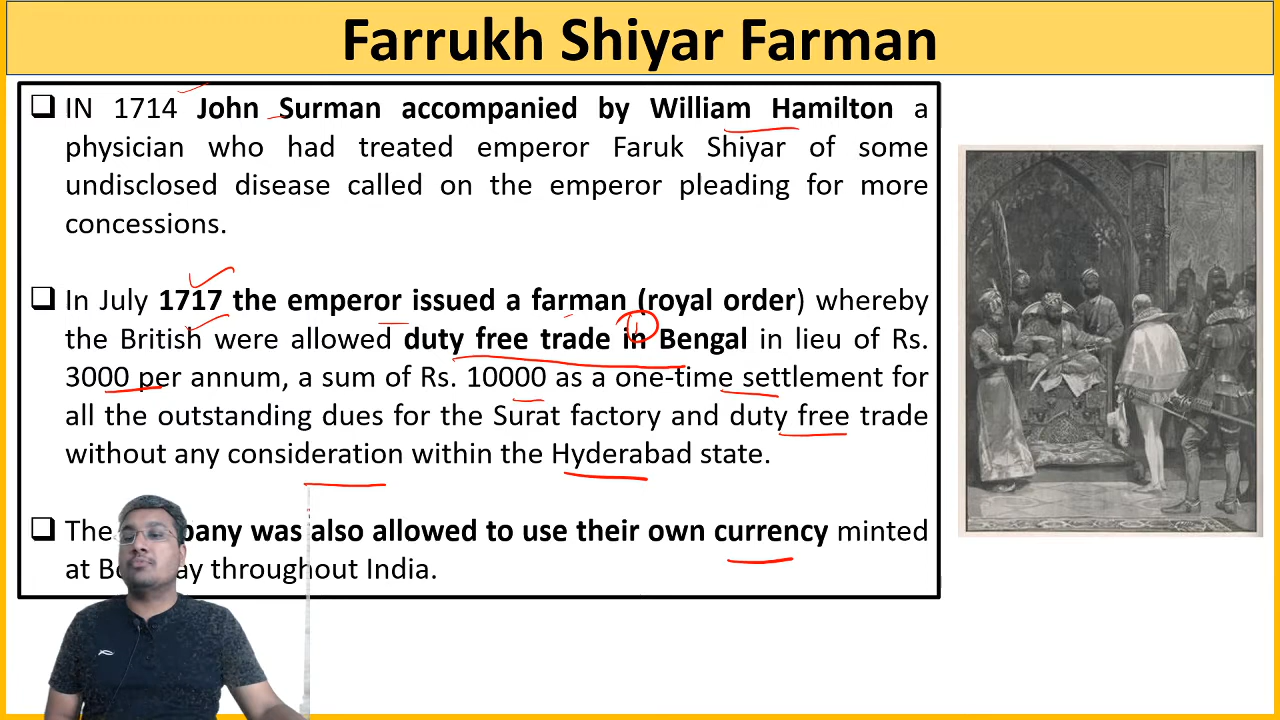 Farrukh Shiyar Farman
❑ IN 1714 John Surman accompanied by William Hamilton a
physician who had treated emperor Faruk Shiyar of some
undisclosed disease called on the emperor pleading for more
concessions.
❑ In July 1717 the emperor issued a farman (royal order) whereby
the British were allowed duty free trade in Bengal in lieu of Rs.
3000 per annum, a sum of Rs. 10000 as a one-time settlement for
all the outstanding dues for the Surat factory and duty free trade
without any consideration within the Hyderabad state.
❑ The pany was also allowed to use their own currency minted
at Bo ay throughout India.